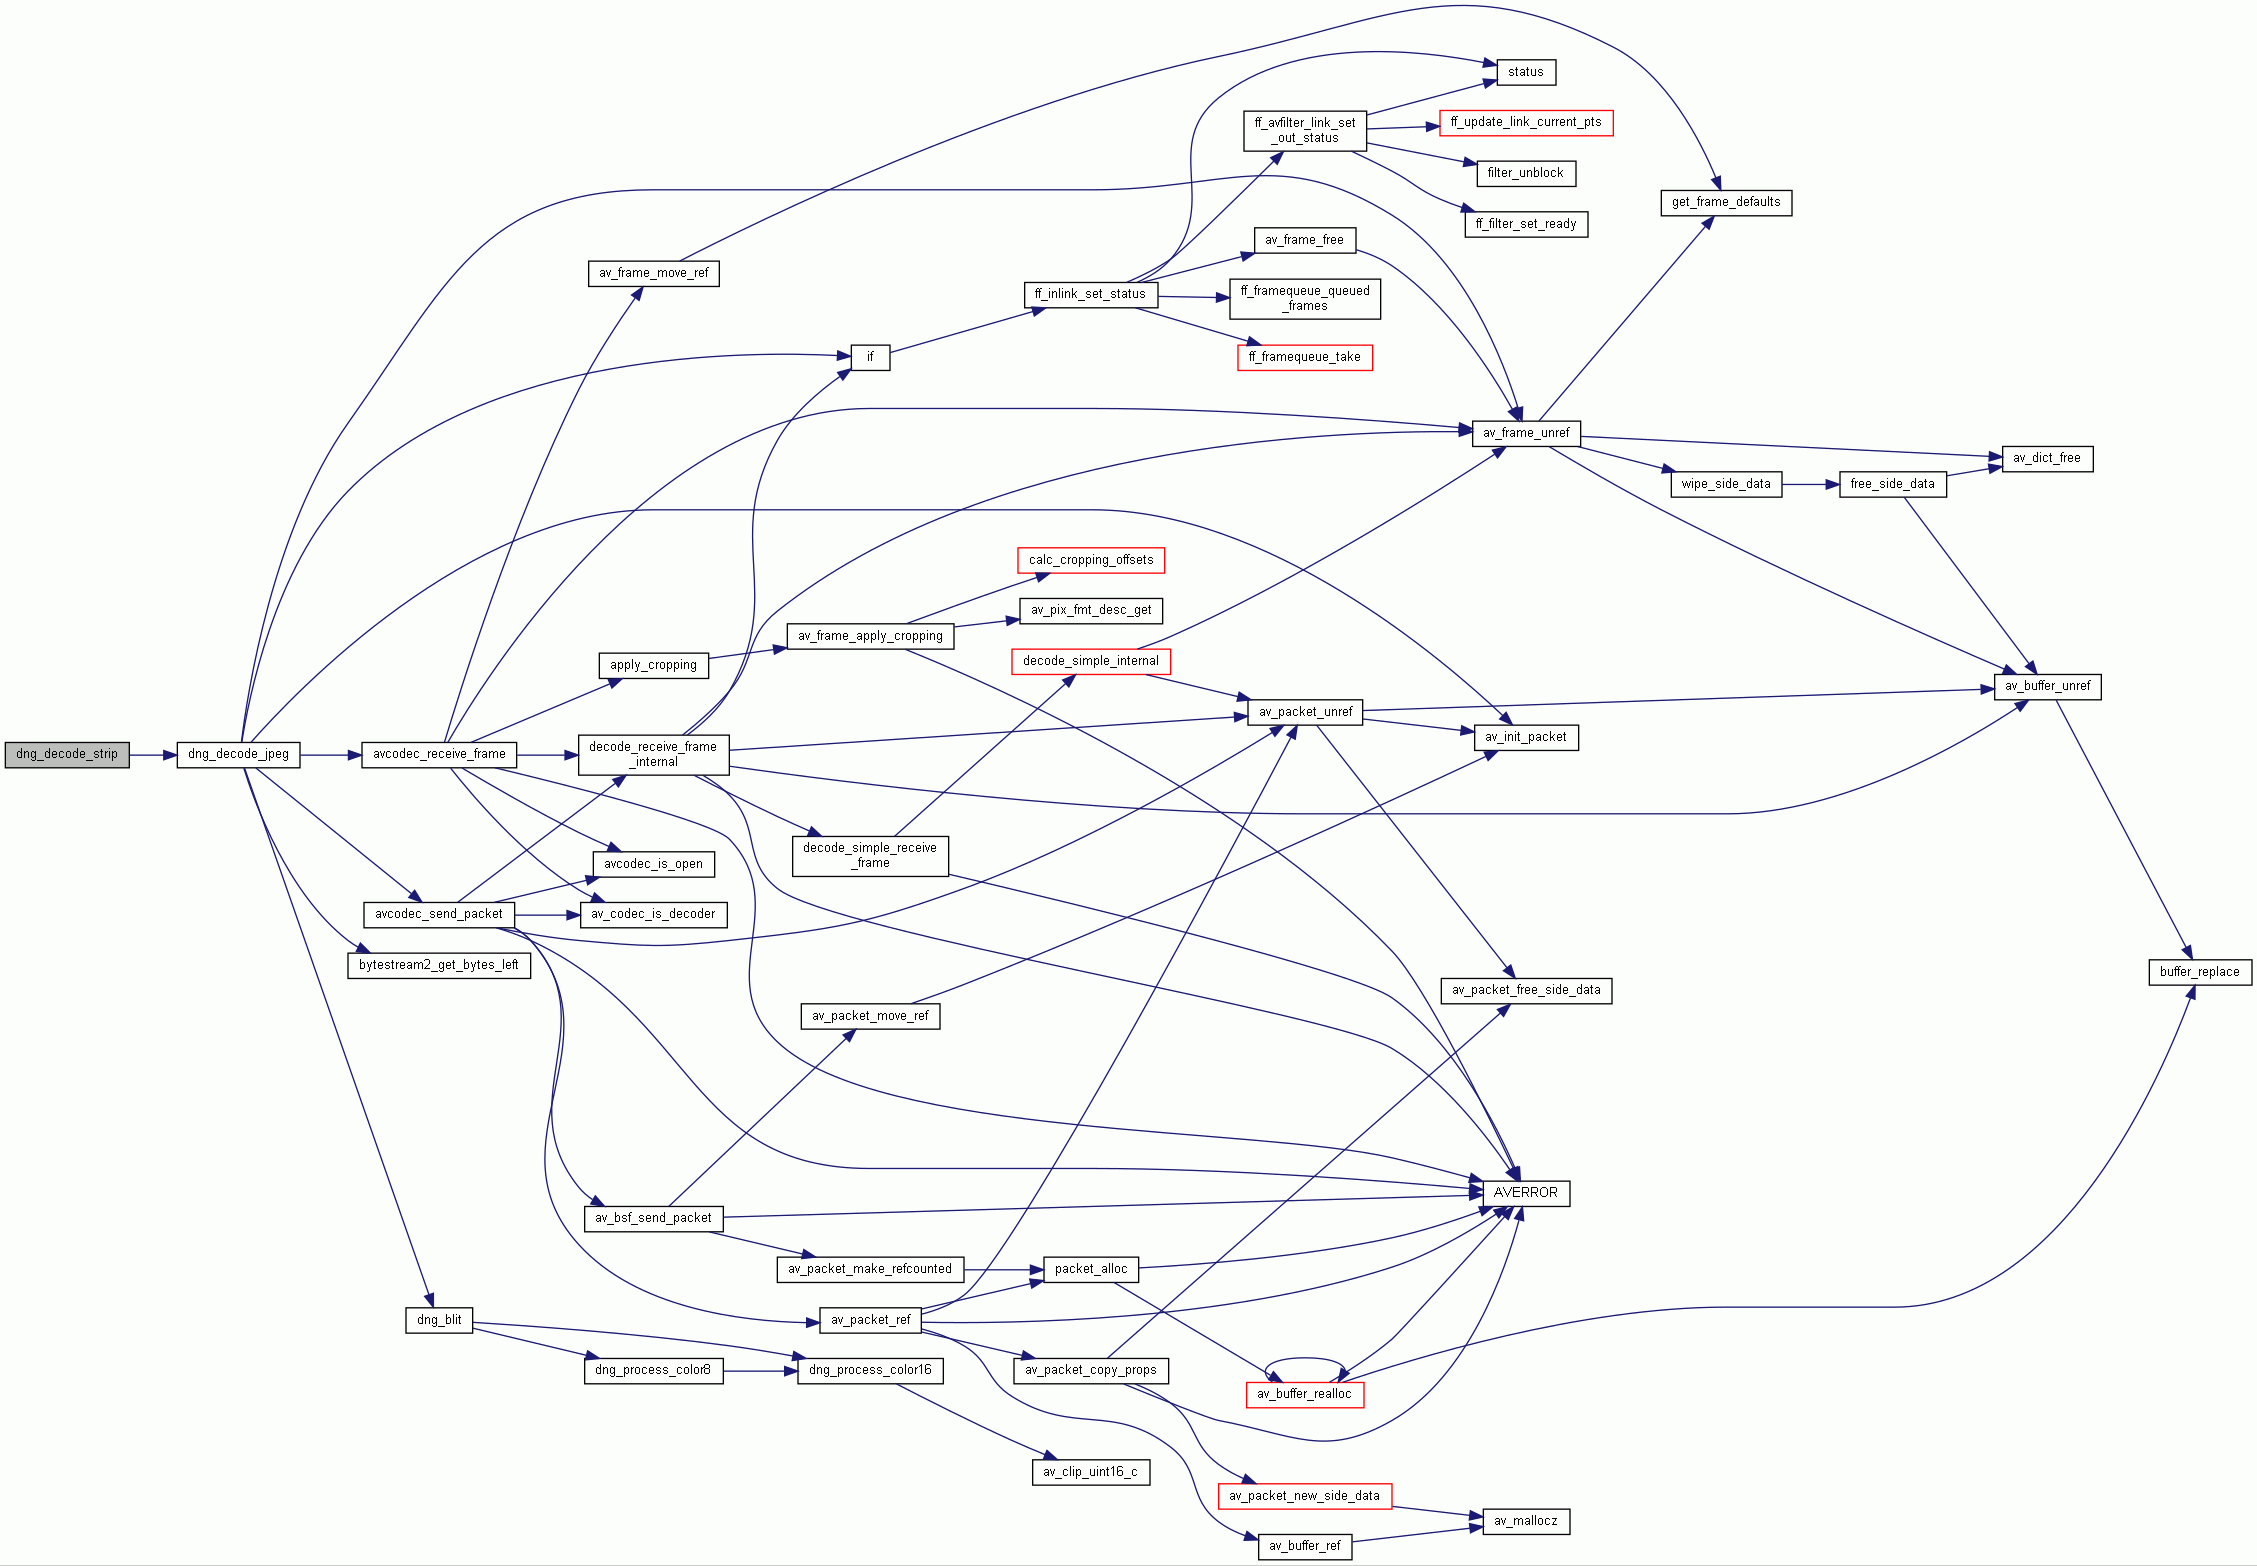 status
ff_avfilter_link_set
_out_status
ff_update_link_current_pts
filter_unblock
get_frame_defaults
ff_filter_set_ready
av_frame_free
av_frame_move_ref
ff_inlink_set_status
ff_framequeue_queued
_frames
if
ff_framequeue_take
av_frame_unref
av_dict_free
wipe_side_data
free_side_data
calc_cropping_offsets
av_pix_fmt_desc_get
av_frame_apply_cropping
apply_cropping
decode_simple_internal
av_buffer_unref
av_packet_unref
av_init_packet
dng_decode_strip
dng_decode_jpeg
avcodec_receive_frame
decode_receive_frame
_internal
decode_simple_receive
_frame
avcodec_is_open
avcodec_send_packet
av_codec_is_decoder
bytestream2_get_bytes_left
buffer_replace
av_packet_free_side_data
av_packet_move_ref
AVERROR
av_bsf_send_packet
av_packet_make_refcounted
packet_alloc
dng_blit
av_packet_ref
dng_process_color8
dng_process_color16
av_packet_copy_props
av_buffer_realloc
av_clip_uint16_c
av_packet_new_side_data
av_mallocz
av_buffer_ref